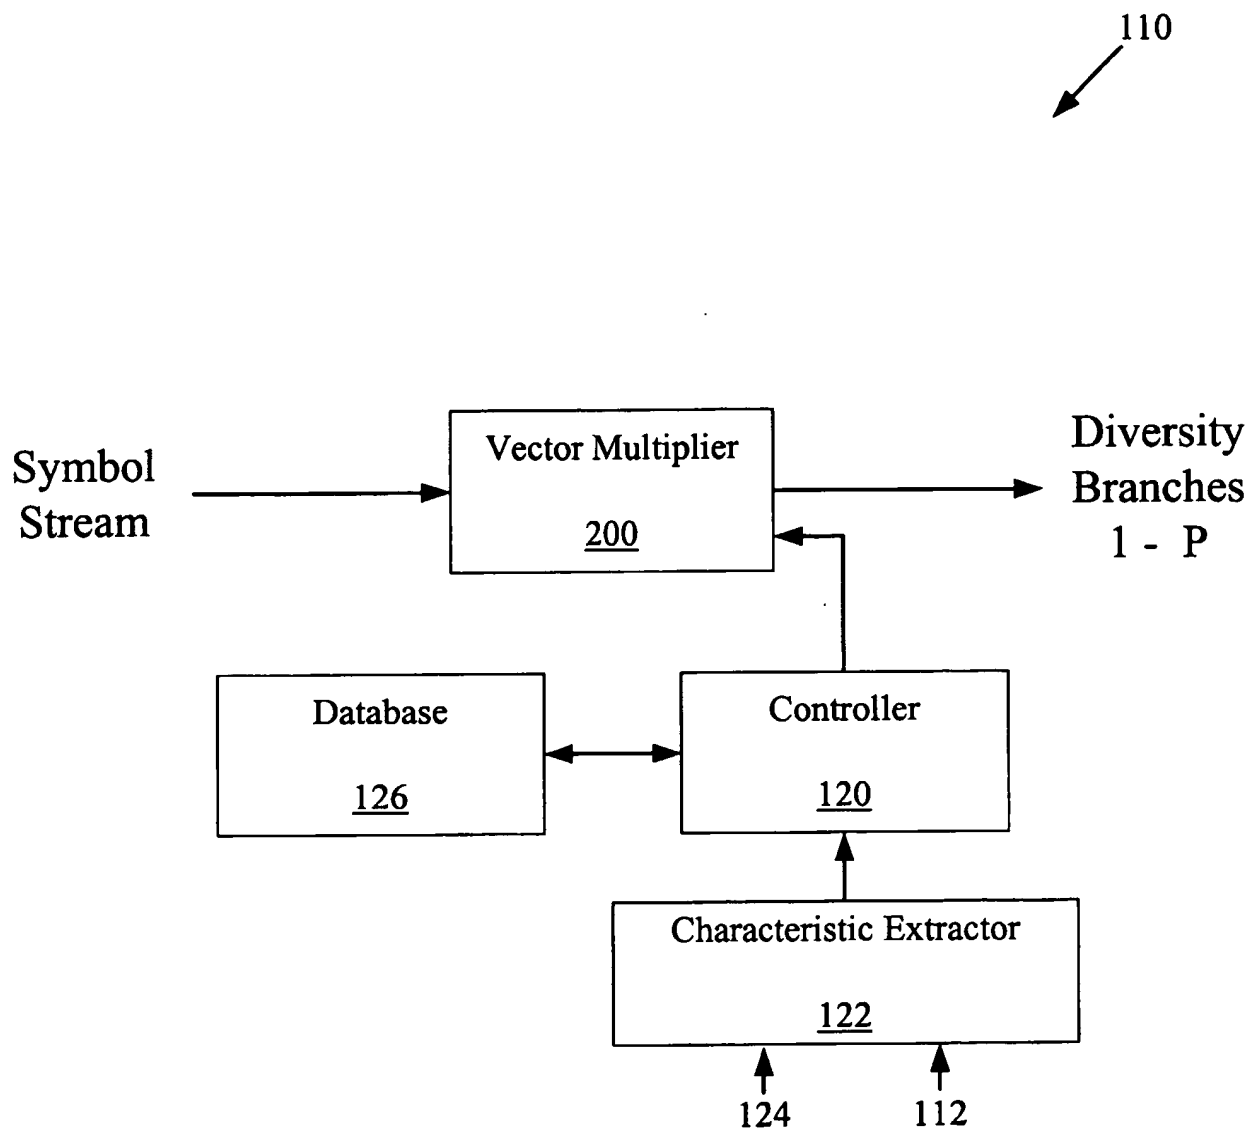 110
Symbol
Stream
Vector Multiplier
200
Diversity
Branches
1 - P
Database
126
Controller
120
Characteristic Extractor
122
124
112